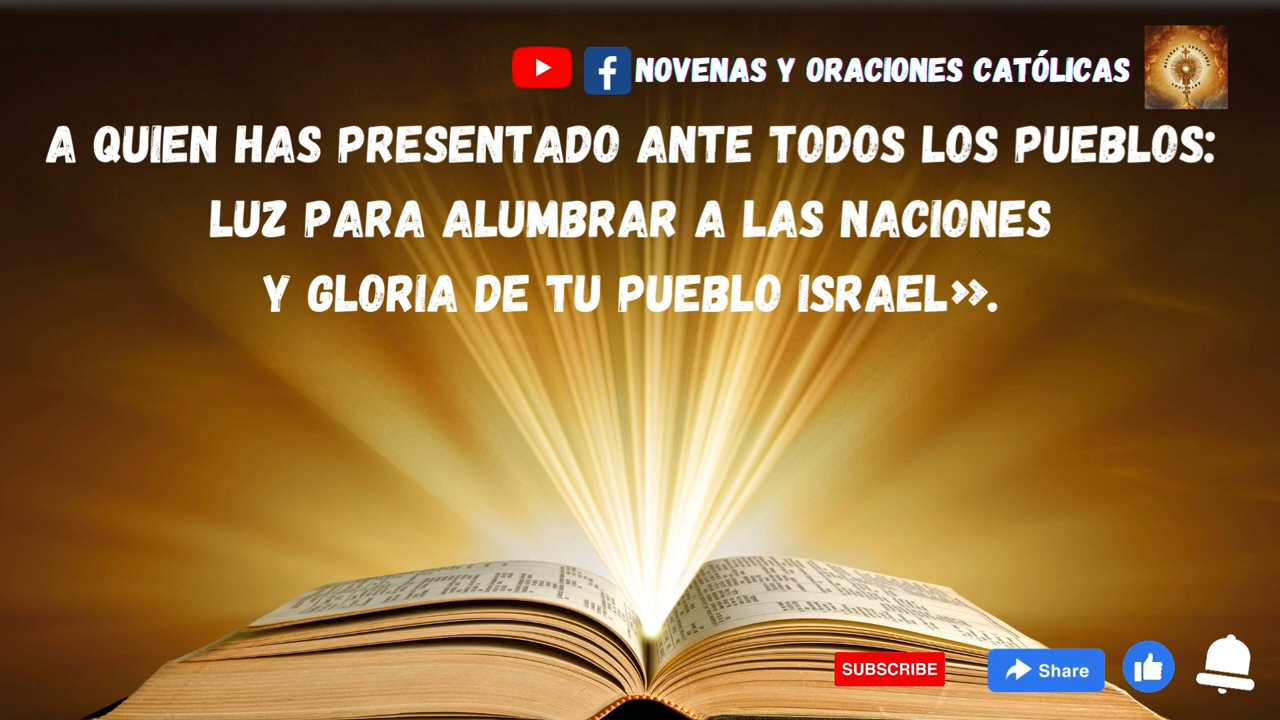 NOVENAS Y ORACIONES CATÓLICAS
A QUIEN HAS PRESENTADO ANTE TODOS LOS PUEBLOS:
LUZ PARA ALUMBRAR A LAS NACIONES
Y GLORIA DE TU PUEBLO ISRAEL».
SUBSCRIBE
Share